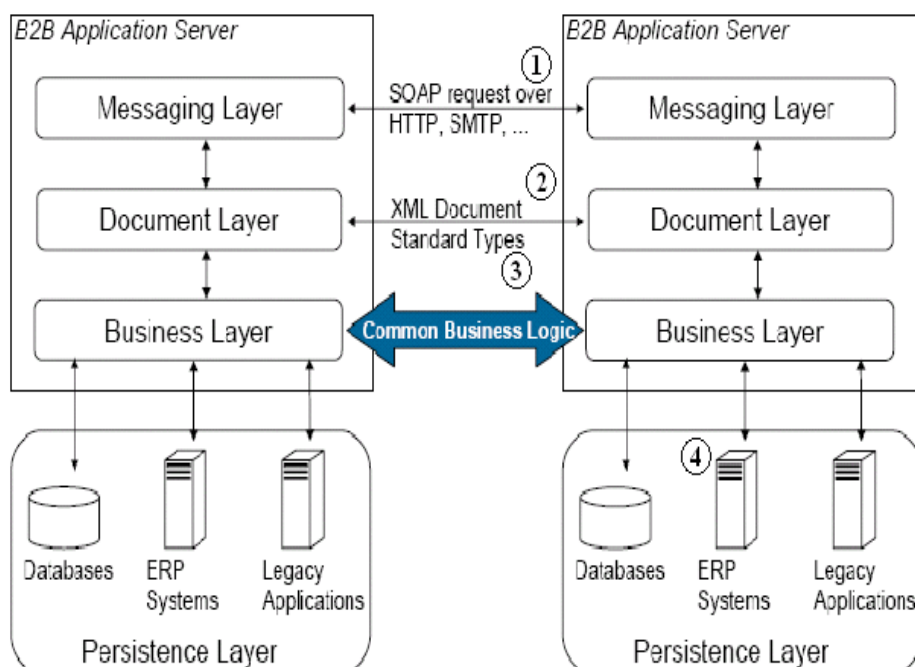 B2B Application Server
B2B Application Server
1
SOAP request over
HTTP, SMTP, ...
Messaging Layer
Messaging Layer
2
XML Document
Standard Types
Document Layer
Document Layer
3
Business Layer
Common Business Logic
Business Layer
4
Databases
ERP
Systems
Legacy
Applications
Persistence Layer
Databases
ERP
Systems
Legacy
Applications
Persistence Layer